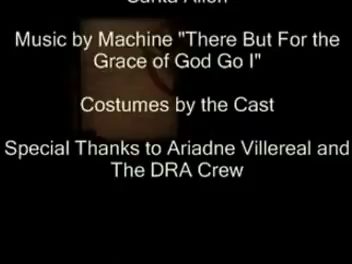 Music by Machine "There But For the
Grace of God Go I"
Costumes by the Cast
Special Thanks to Ariadne Villereal and
The DRA Crew